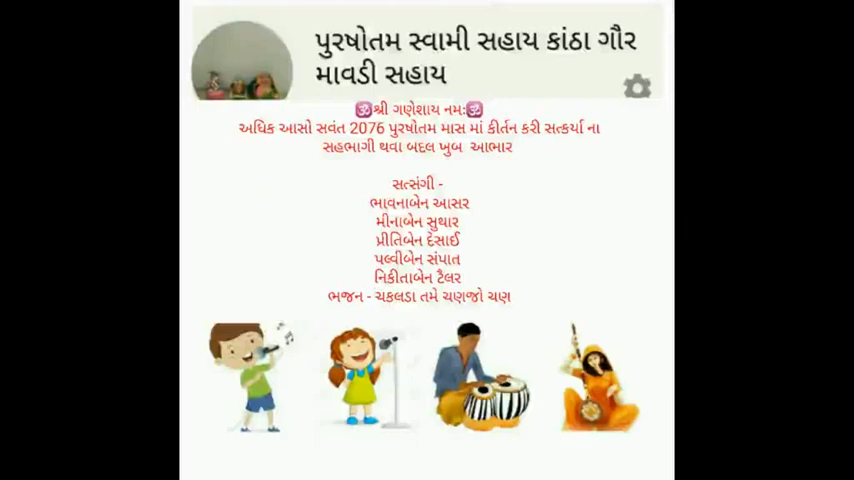 પુરષોતમ સ્વામી સહાય કાંઠા ગૌર
માવડી સહાય
🕉શ્રી ગણેશાય નમઃ🕉
અધિક આસો સવંત 2076 પુરષોતમ માસ માં કીર્તન કરી સત્કર્યા ના
સહભાગી થવા બદલ ખુબ આભાર
સત્સંગી -
ભાવનાબેન આસર
મીનાબેન સુથાર
પ્રીતિબેન દેસાઈ
પલ્વીબેન સંપાત
નિકીતાબેન ટૈલર
ભજન - ચકલડા તમે ચણજો ચણ